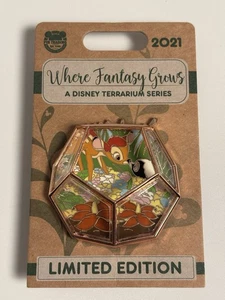 2021
Where Fantasy Grows
A DISNEY TERRARIUM SERIES
LIMITED EDITION